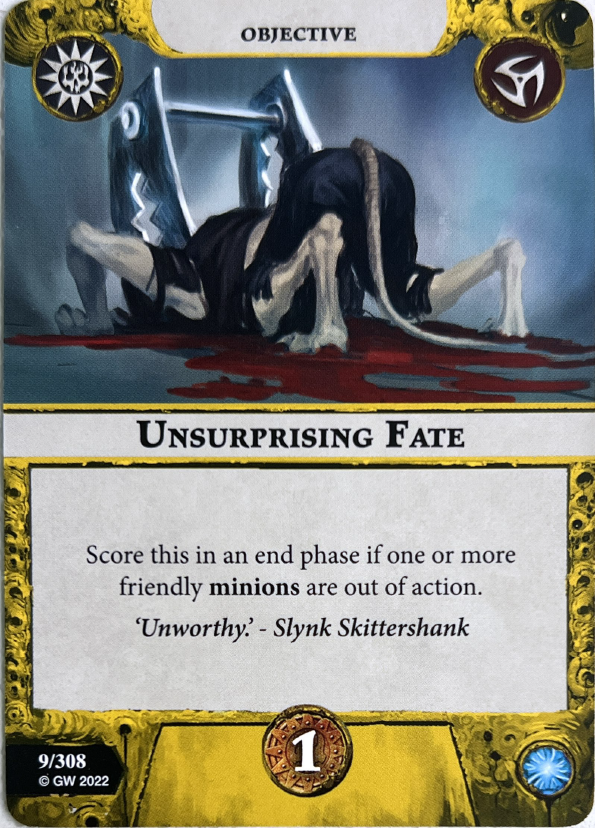 OBJECTIVE
UNSURPRISING FATE
Score this in an end phase if one or more
friendly minions are out of action.
‘Unworthy.’ - Slynk Skittershank
1
9/308
© GW 2022